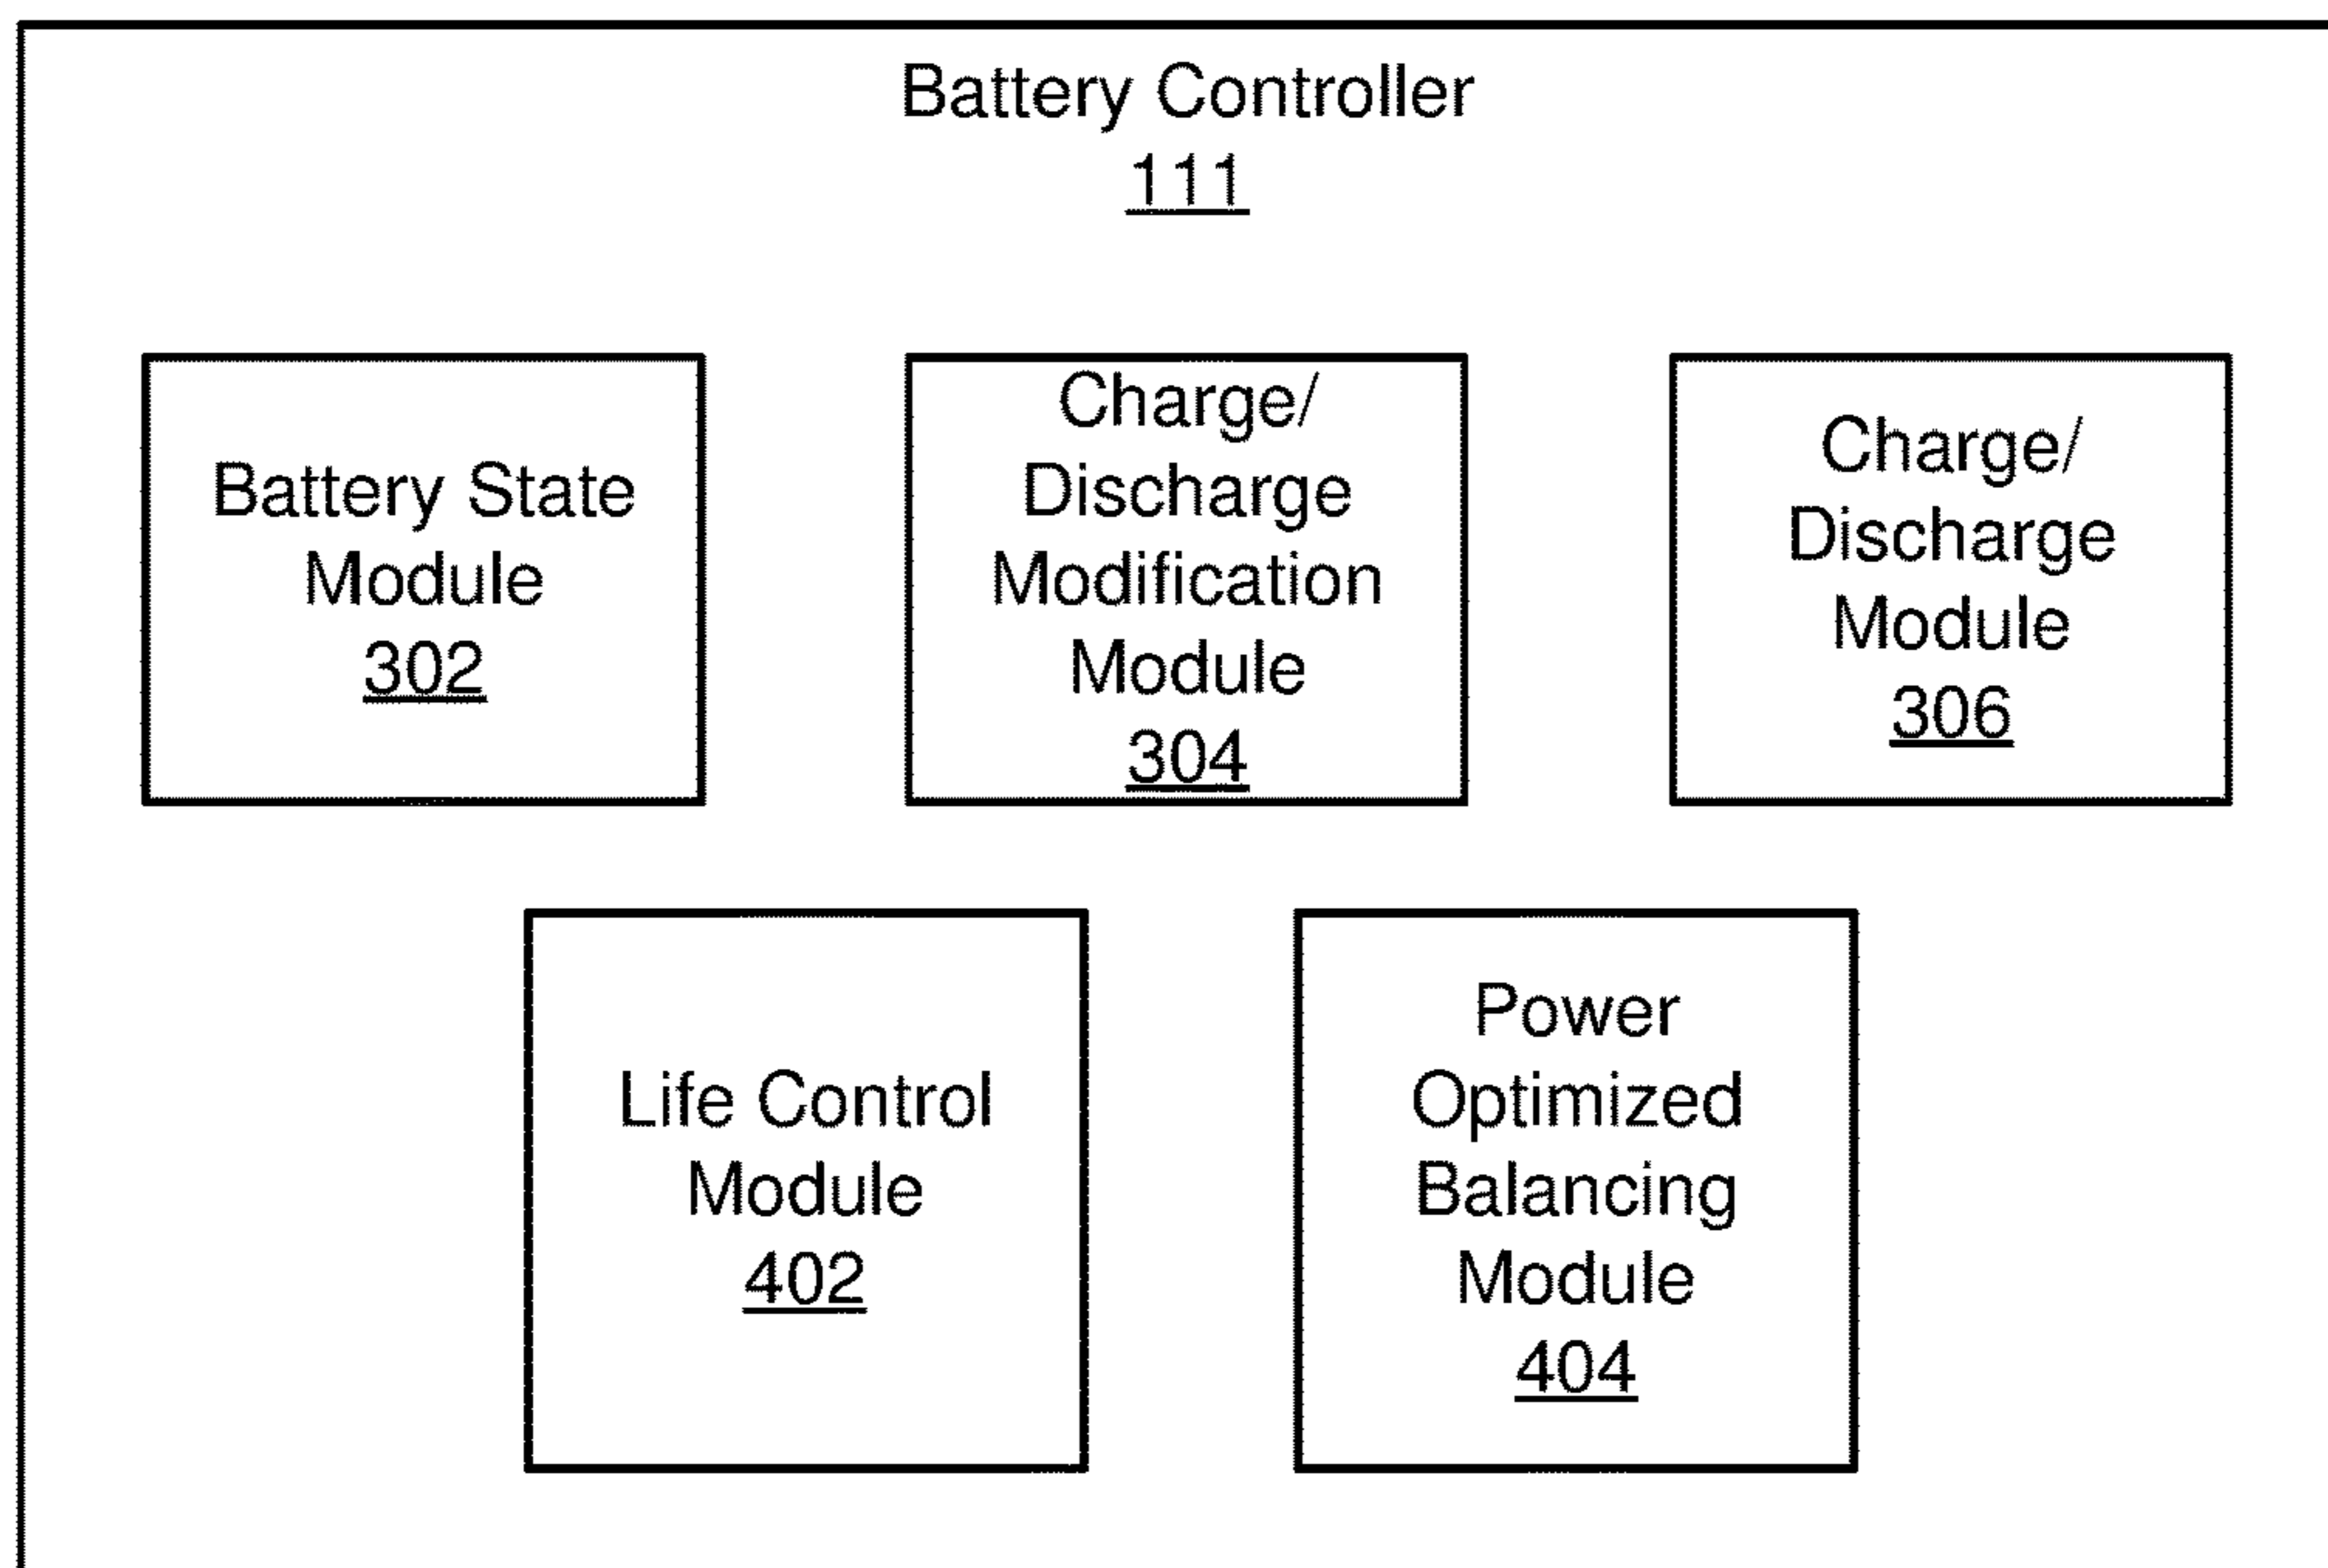 Battery Controller
111
Battery State
Module
302
Charge/
Discharge
Modification
Module
304
Charge/
Discharge
Module
306
Life Control
Module
402
Power
Optimized
Balancing
Module
404